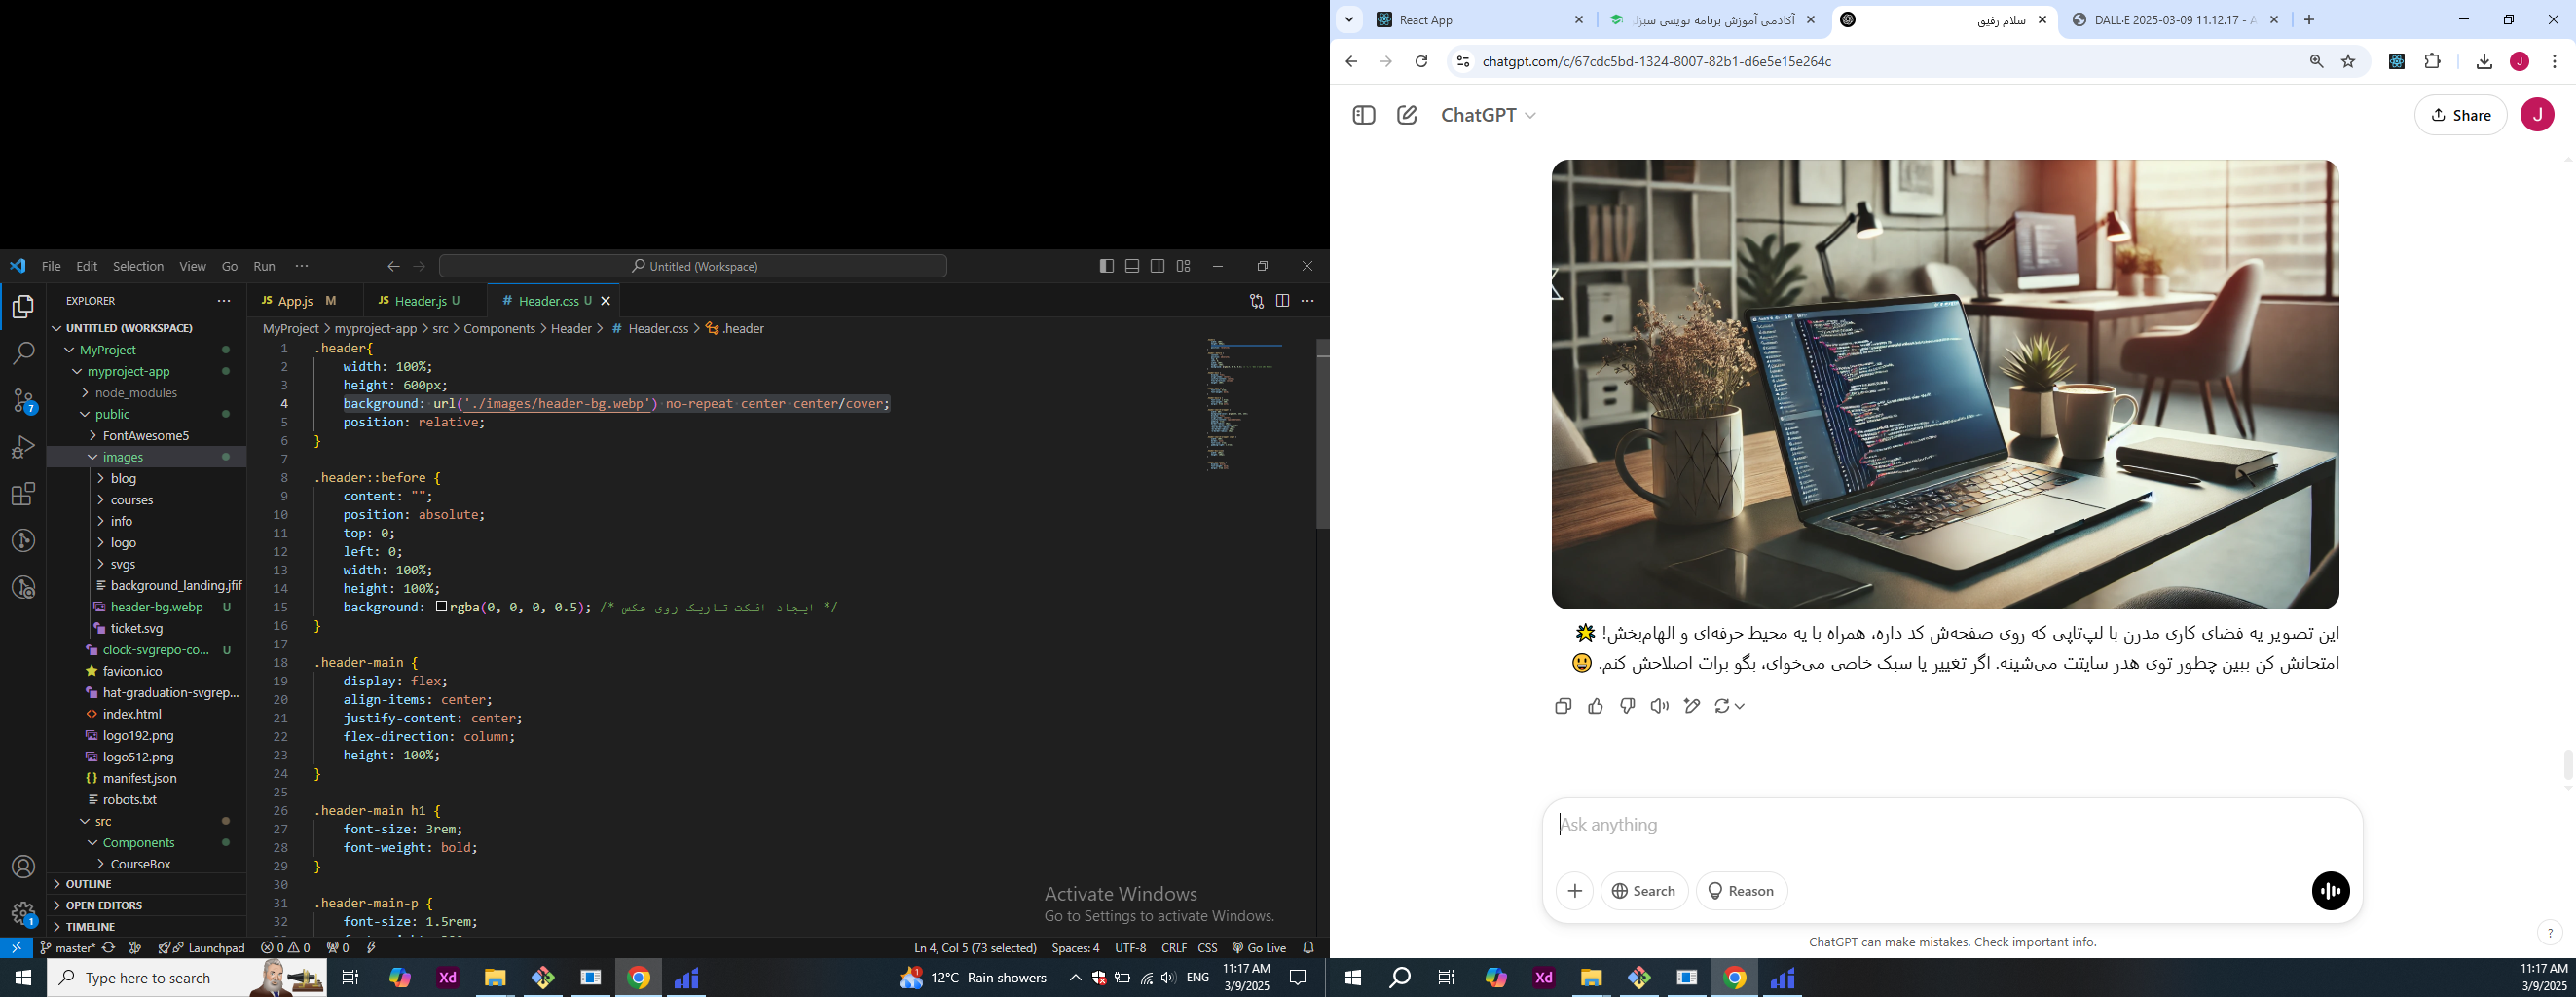 File Edit Selection View Go Run ···
Untitled (Workspace)
EXPLORER
UNTITLED (WORKSPACE)
MyProject
myproject-app
node_modules
public
FontAwesome5
images
blog
courses
info
logo
svgs
background_landing.jfif
header-bg.webp U
ticket.svg
clock-svgrepo-co... U
favicon.ico
hat-graduation-svgrep...
index.html
logo192.png
logo512.png
manifest.json
robots.txt
src
Components
CourseBox
OUTLINE
OPEN EDITORS
TIMELINE
JS App.js M
JS Header.js U
# Header.css U
MyProject > myproject-app > src > Components > Header > # Header.css > .header
1 .header{
2 width: 100%;
3 height: 600px;
4 background: url('./images/header-bg.webp') no-repeat center center/cover;
5 position: relative;
6 }
7
8 .header::before {
9 content: "";
10 position: absolute;
11 top: 0;
12 left: 0;
13 width: 100%;
14 height: 100%;
15 background: rgba(0, 0, 0, 0.5); /* ایجاد افکت تاریک روی عکس */
16 }
17
18 .header-main {
19 display: flex;
20 align-items: center;
21 justify-content: center;
22 flex-direction: column;
23 height: 100%;
24 }
25
26 .header-main h1 {
27 font-size: 3rem;
28 font-weight: bold;
29 }
30
31 .header-main-p {
32 font-size: 1.5rem;
Activate Windows
Go to Settings to activate Windows.
master* Launchpad 0 0 0
Ln 4, Col 5 (73 selected) Spaces: 4 UTF-8 CRLF CSS Go Live
Type here to search
Xd
12°C Rain showers
ENG
11:17 AM
3/9/2025
React App
آکادمی آموزش برنامه نویسی سبز
سلام رفیق
DALL·E 2025-03-09 11.12.17 - A
chatgpt.com/c/67cdc5bd-1324-8007-82b1-d6e5e15e264c
J
ChatGPT
Share
J
این تصویر یه فضای کاری مدرن با لپ‌تاپی که روی صفحه‌ش کد داره، همراه با یه محیط حرفه‌ای و الهام‌بخش! 🌟
امتحانش کن ببین چطور توی هدر سایتت می‌شینه. اگر تغییر یا سبک خاصی می‌خوای، بگو برات اصلاحش کنم. 😃
Ask anything
Search
Reason
ChatGPT can make mistakes. Check important info.
?
Xd
11:17 AM
3/9/2025